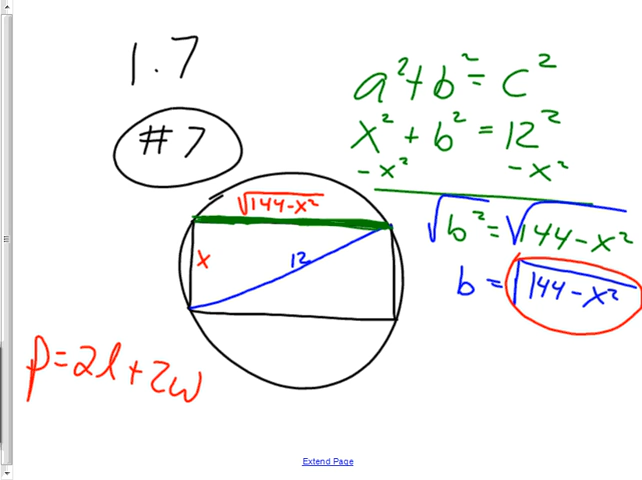 1.7
#7
a²+b²=c²
x²+b²=12²
-x² -x²
√b²=√144-x²
b=√144-x²
√144-x²
x
12
P=2l+2w
Extend Page